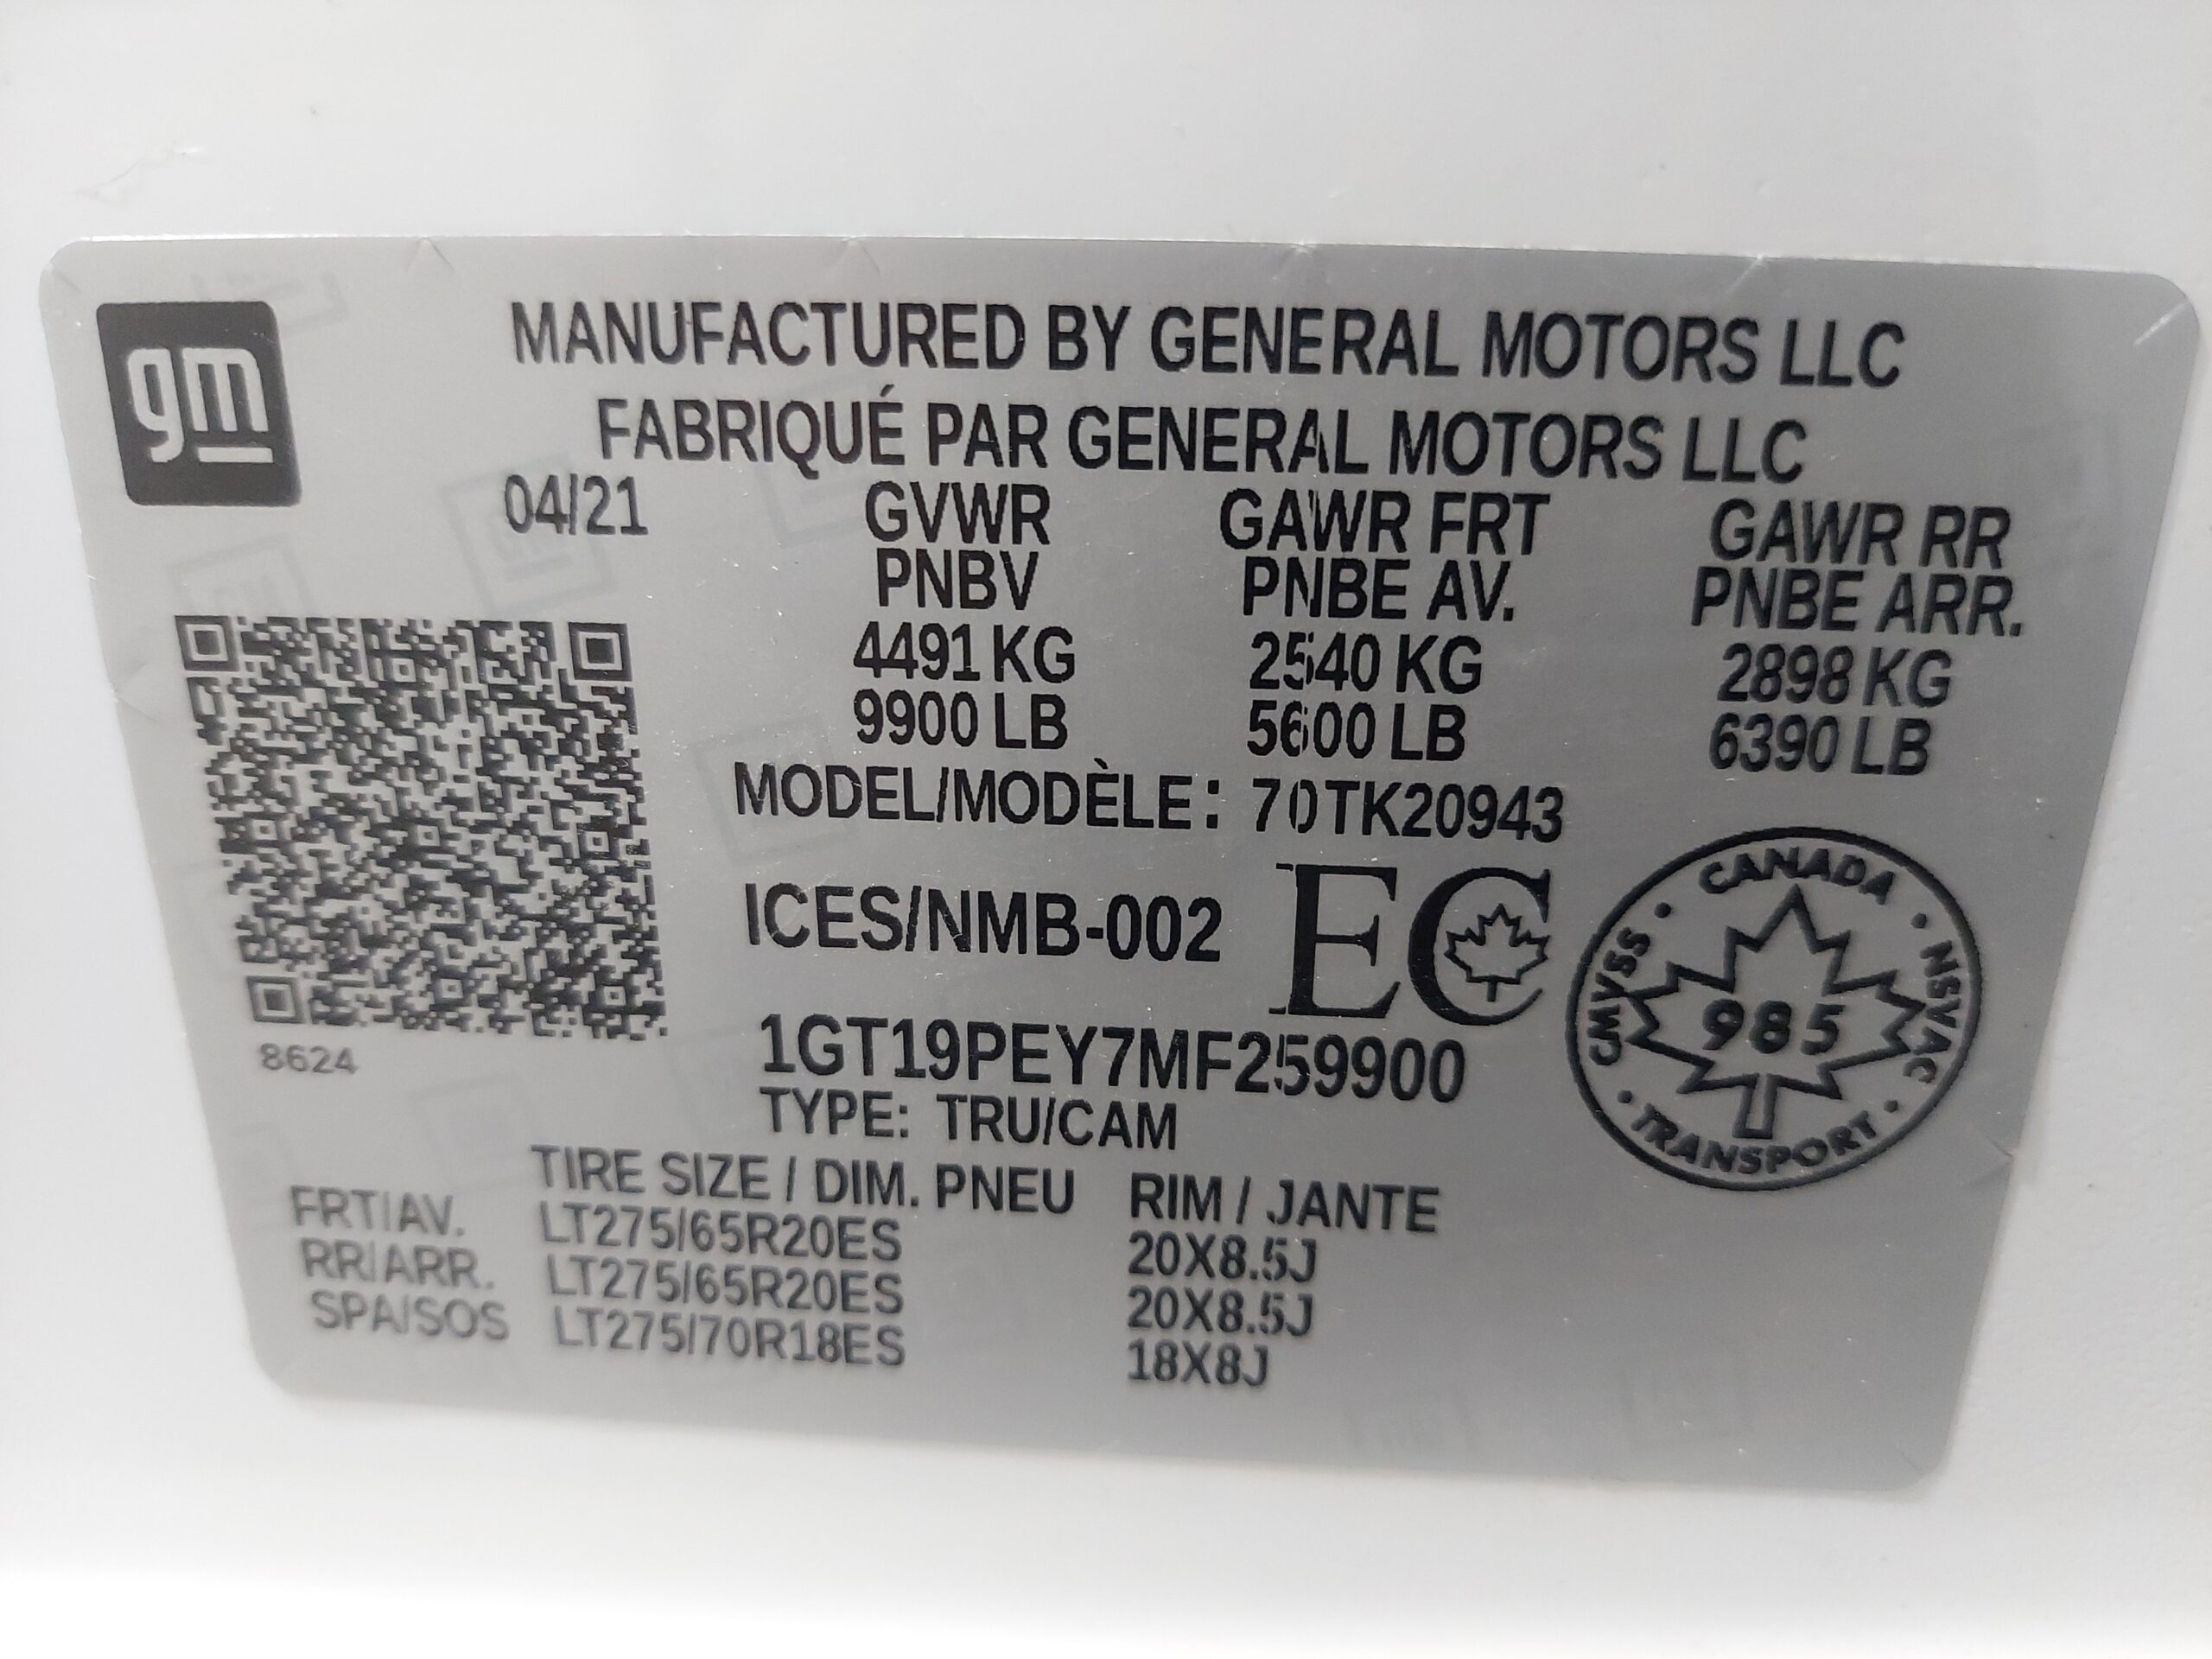 gm
MANUFACTURED BY GENERAL MOTORS LLC
FABRIQUÉ PAR GENERAL MOTORS LLC
04/21 GVWR GAWR FRT GAWR RR
PNBV PNBE AV. PNBE ARR.
4491 KG 2540 KG 2898 KG
9900 LB 5600 LB 6390 LB
MODEL/MODÈLE: 70TK20943
ICES/NMB-002 EC
CANADA · NSVAC · TRANSPORT · CMVSS ·
985
1GT19PEY7MF259900
8624
TYPE: TRU/CAM
TIRE SIZE / DIM. PNEU RIM / JANTE
FRT/AV. LT275/65R20ES 20X8.5J
RR/ARR. LT275/65R20ES 20X8.5J
SPA/SOS LT275/70R18ES 18X8J